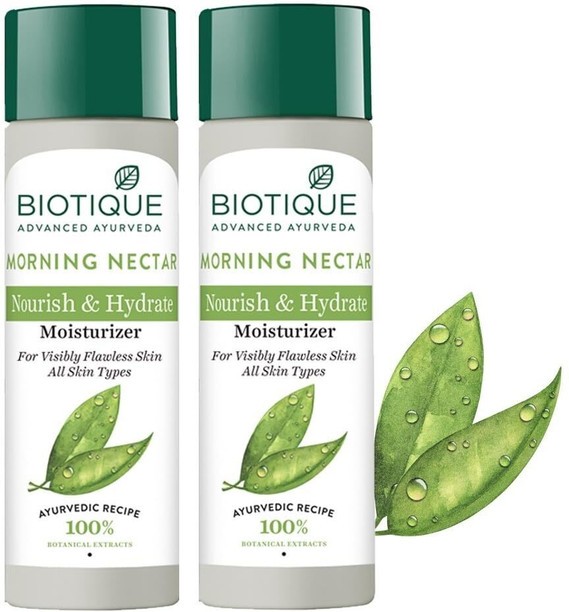 BIOTIQUE
ADVANCED AYURVEDA
MORNING NECTAR
Nourish & Hydrate
Moisturizer
For Visibly Flawless Skin
All Skin Types
AYURVEDIC RECIPE
100%
BOTANICAL EXTRACTS
BIOTIQUE
ADVANCED AYURVEDA
MORNING NECTAR
Nourish & Hydrate
Moisturizer
For Visibly Flawless Skin
All Skin Types
AYURVEDIC RECIPE
100%
BOTANICAL EXTRACTS